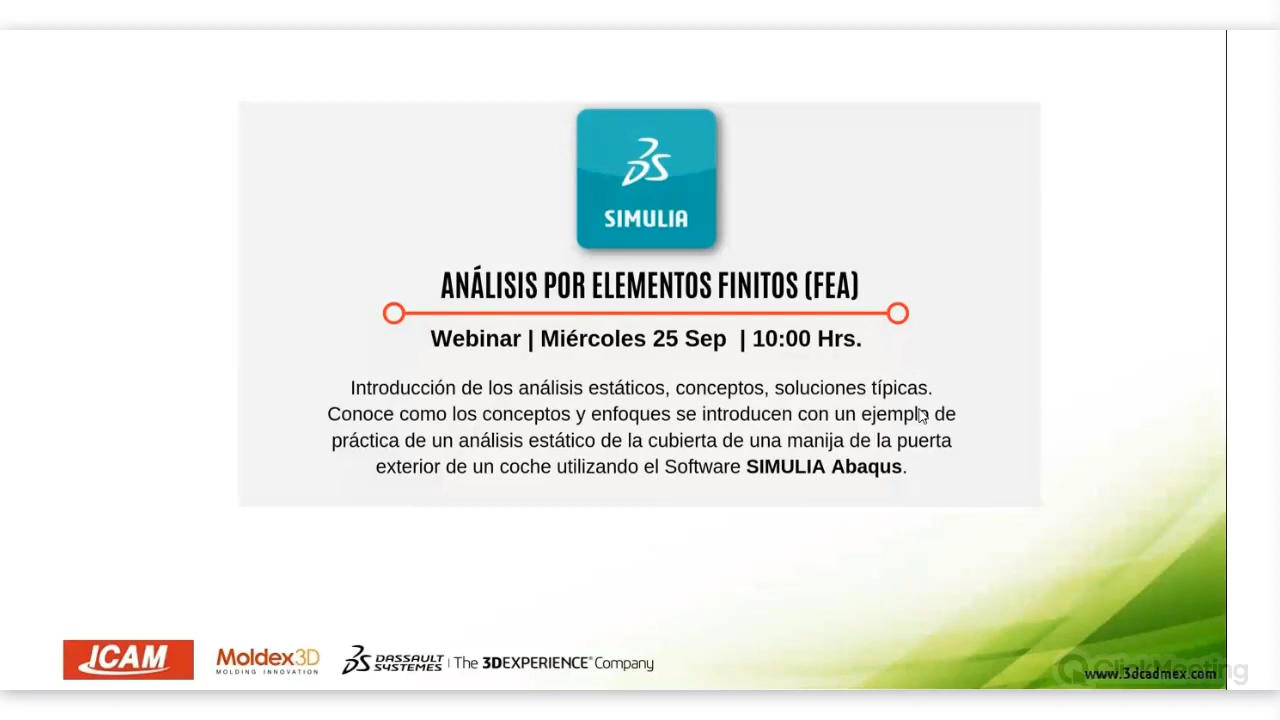 SIMULIA
ANÁLISIS POR ELEMENTOS FINITOS (FEA)
Webinar | Miércoles 25 Sep | 10:00 Hrs.
Introducción de los análisis estáticos, conceptos, soluciones típicas.
Conoce como los conceptos y enfoques se introducen con un ejemplo de
práctica de un análisis estático de la cubierta de una manija de la puerta
exterior de un coche utilizando el Software SIMULIA Abaqus.
ICAM
Moldex3D
MOLDING INNOVATION
DASSAULT
SYSTEMES | The 3DEXPERIENCE® Company
ClickMeeting
www.3dcadmex.com